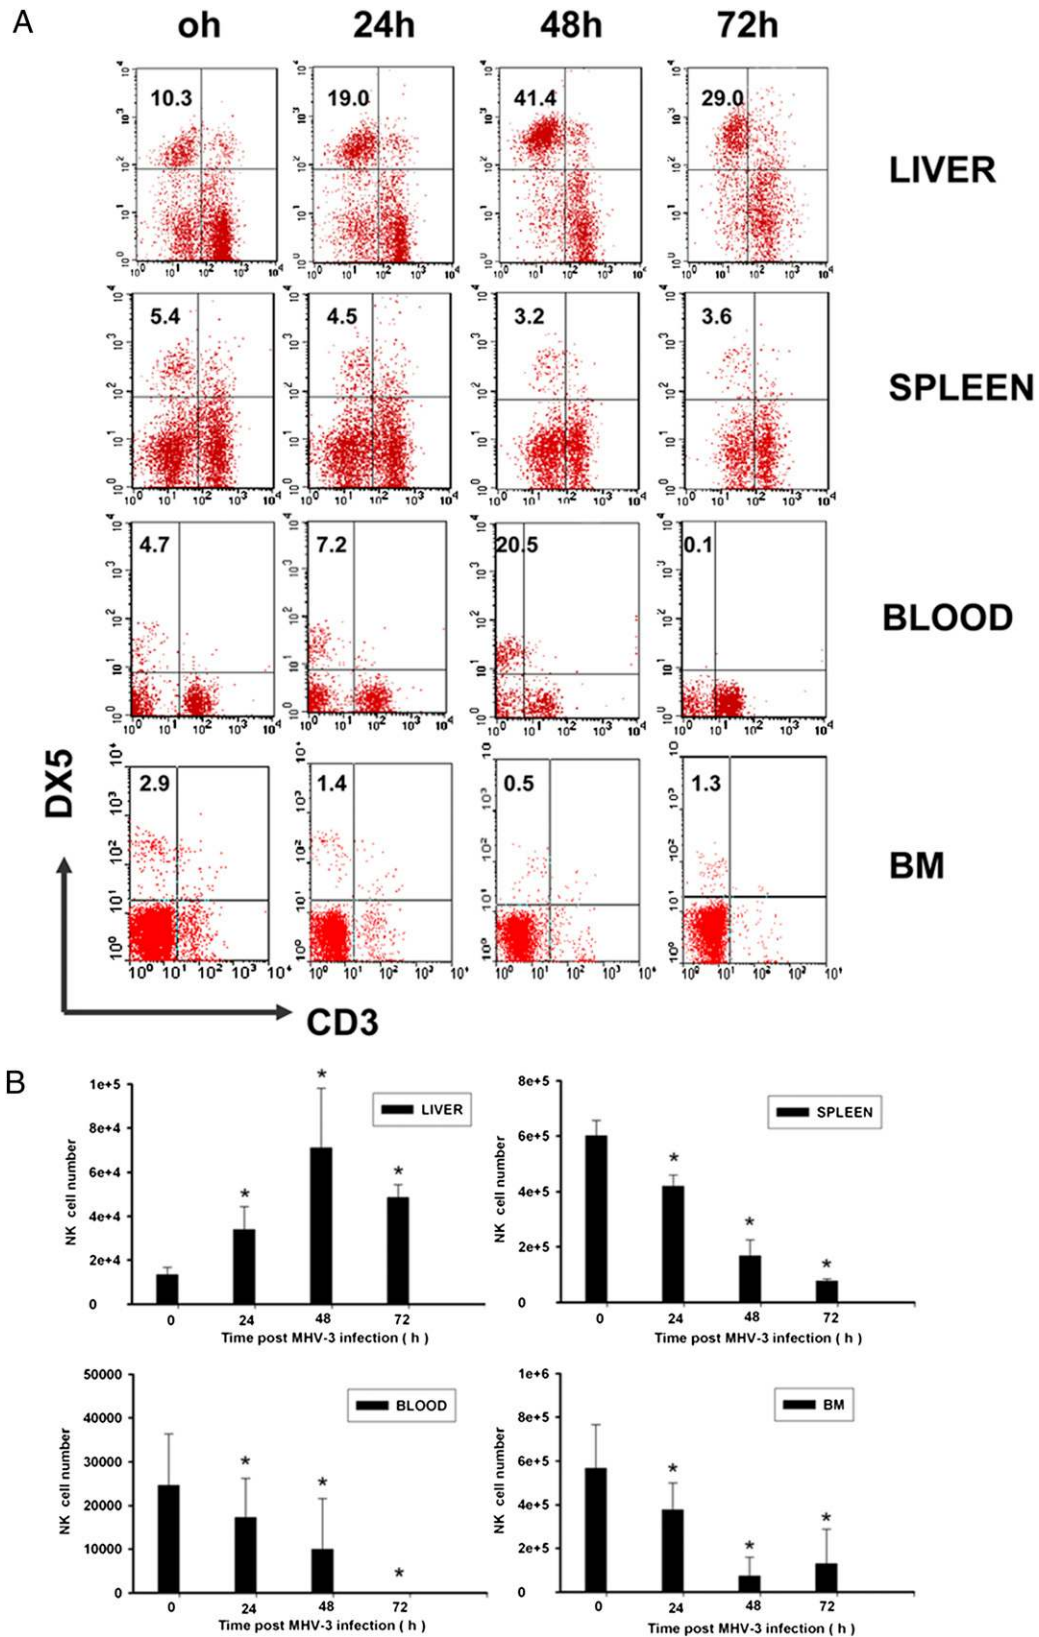 A
oh 24h 48h 72h
10.3 19.0 41.4 29.0
LIVER
5.4 4.5 3.2 3.6
SPLEEN
4.7 7.2 20.5 0.1
BLOOD
2.9 1.4 0.5 1.3
BM
DX5
CD3
B
NK cell number
1e+5
8e+4
6e+4
4e+4
2e+4
0
LIVER
* * *
0 24 48 72
Time post MHV-3 infection ( h )
NK cell number
8e+5
6e+5
4e+5
2e+5
0
SPLEEN
* * *
0 24 48 72
Time post MHV-3 infection ( h )
NK cell number
50000
40000
30000
20000
10000
0
BLOOD
* * *
0 24 48 72
Time post MHV-3 infection ( h )
NK cell number
1e+6
8e+5
6e+5
4e+5
2e+5
0
BM
* * *
0 24 48 72
Time post MHV-3 infection ( h )